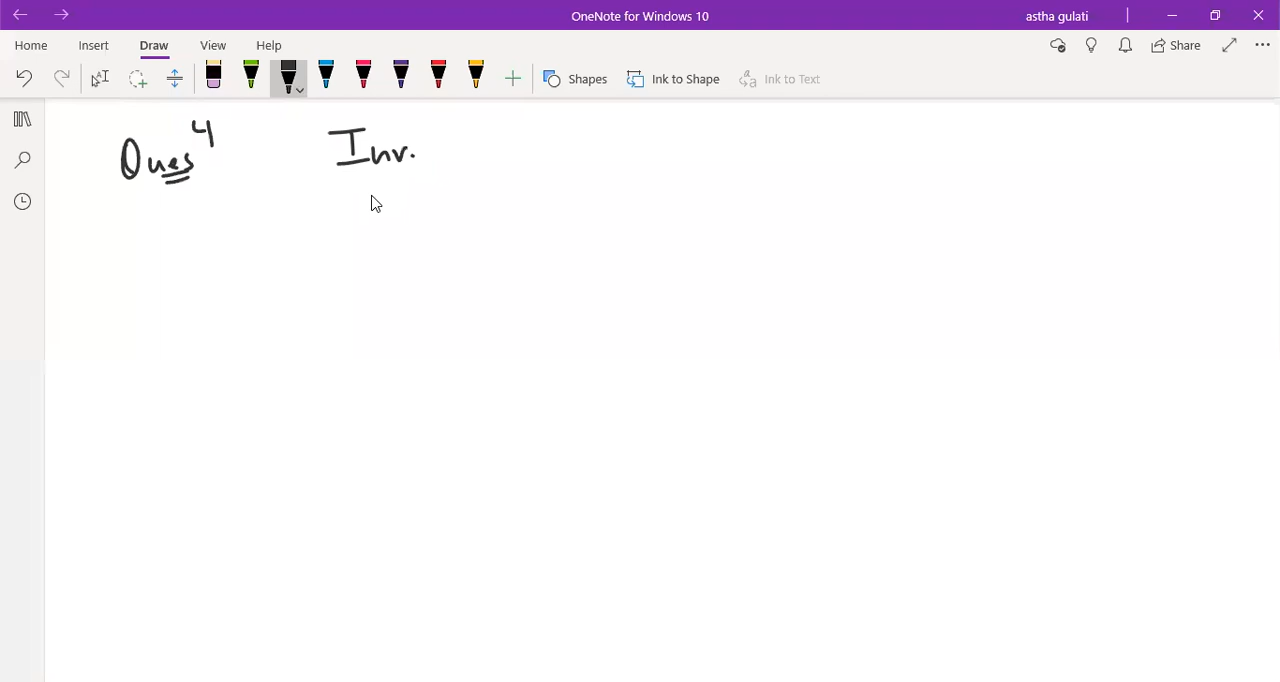 OneNote for Windows 10
astha gulati
Home Insert Draw View Help
Share
Shapes Ink to Shape Ink to Text
Ques 4 Inv.